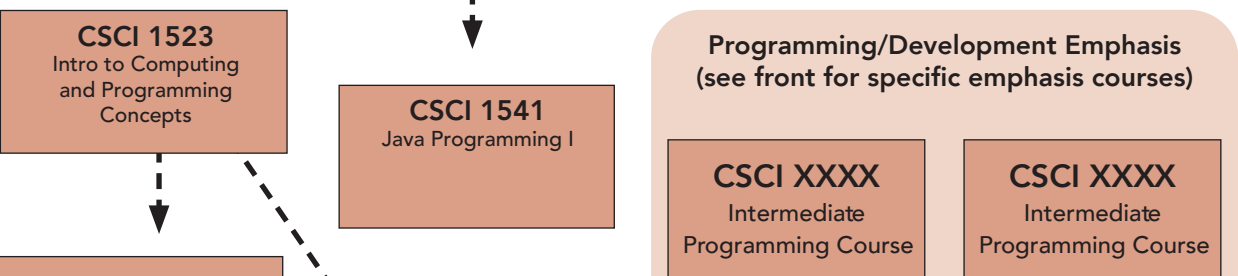 CSCI 1523
Intro to Computing
and Programming
Concepts
CSCI 1541
Java Programming I
Programming/Development Emphasis
(see front for specific emphasis courses)
CSCI XXXX
Intermediate
Programming Course
CSCI XXXX
Intermediate
Programming Course